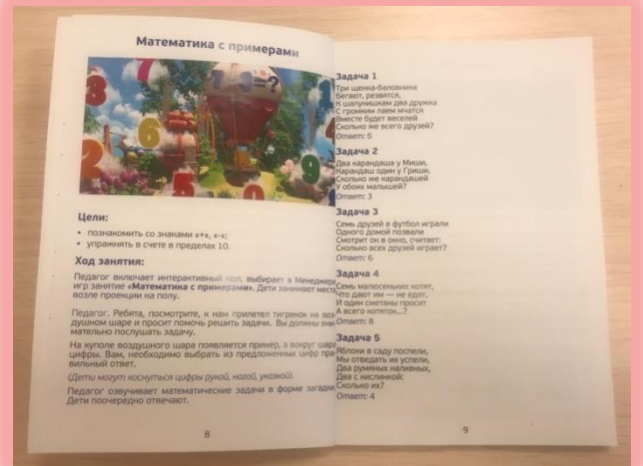 Математика с примерами
7-3=?
6
9
2
5
0
Цели:
• познакомить со знаками «+», «-»;
• упражнять в счете в пределах 10.
Ход занятия:
Педагог включает интерактивный пол, выбирает в Менеджере
игр занятие «Математика с примерами». Дети занимают места
возле проекции на полу.
Педагог. Ребята, посмотрите, к нам прилетел тигренок на воз-
душном шаре и просит помочь решить задачи. Вы должны вни-
мательно послушать задачу.
На куполе воздушного шара появляется пример, а вокруг шара
цифры. Вам, необходимо выбрать из предложенных цифр пра-
вильный ответ.
(Дети могут коснуться цифры рукой, ногой, указкой).
Педагог озвучивает математические задачи в форме загадки.
Дети поочередно отвечают.
8
Задача 1
Три щенка-баловника
Бегают, резвятся,
К шалунишкам два дружка
С громким лаем мчатся
Вместе будет веселей
Сколько же всего друзей?
Ответ: 5
Задача 2
Два карандаша у Миши,
Карандаш один у Гриши,
Сколько же карандашей
У обоих малышей?
Ответ: 3
Задача 3
Семь друзей в футбол играли
Одного домой позвали
Смотрит он в окно, считает:
Сколько всех друзей играет?
Ответ: 6
Задача 4
Семь малюсеньких котят,
Что дают им — не едят,
И один сметаны просит
А всего котяток...?
Ответ: 8
Задача 5
Яблоки в саду поспели,
Мы отведать их успели,
Два румяных наливных,
Два с кислинкой:
Сколько их?
Ответ: 4
9